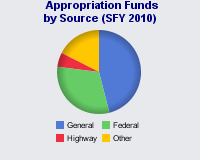 Appropriation Funds
by Source (SFY 2010)
General Federal
Highway Other